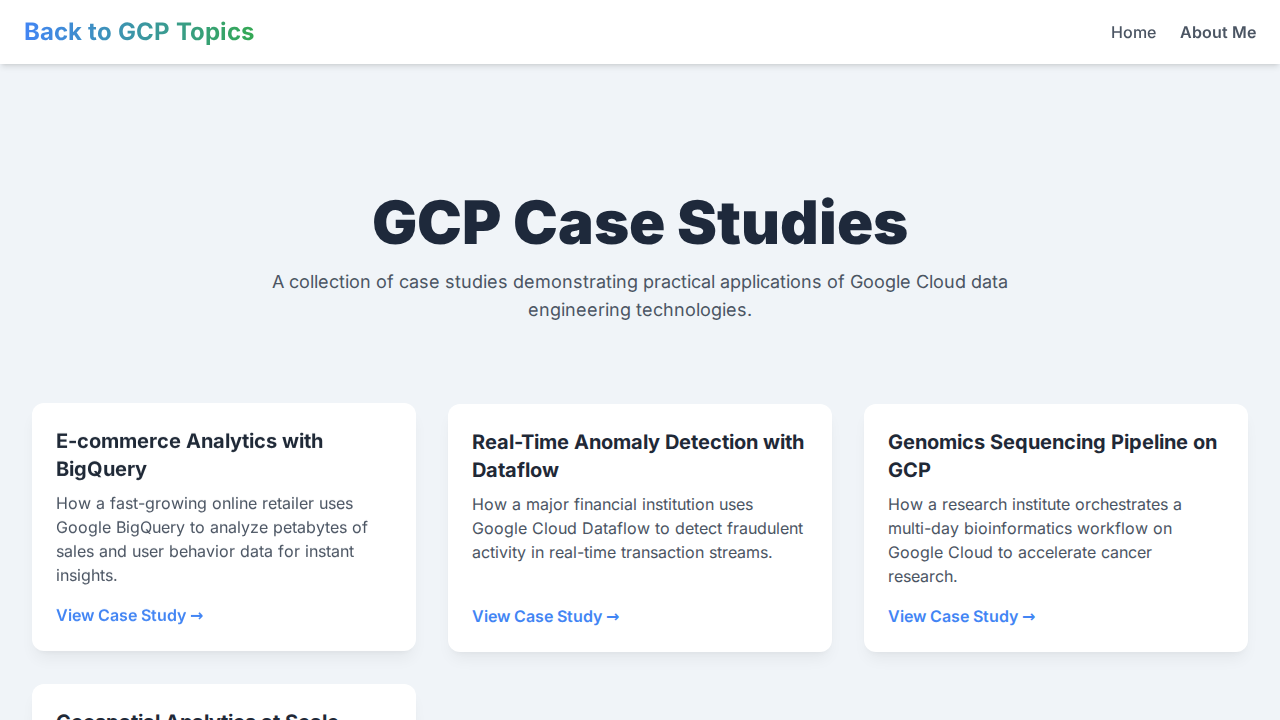 Back to GCP Topics
Home
About Me
GCP Case Studies
A collection of case studies demonstrating practical applications of Google Cloud data
engineering technologies.
E-commerce Analytics with
BigQuery
How a fast-growing online retailer uses
Google BigQuery to analyze petabytes of
sales and user behavior data for instant
insights.
View Case Study →
Real-Time Anomaly Detection with
Dataflow
How a major financial institution uses
Google Cloud Dataflow to detect fraudulent
activity in real-time transaction streams.
View Case Study →
Genomics Sequencing Pipeline on
GCP
How a research institute orchestrates a
multi-day bioinformatics workflow on
Google Cloud to accelerate cancer
research.
View Case Study →
Geospatial Analytics at Scale